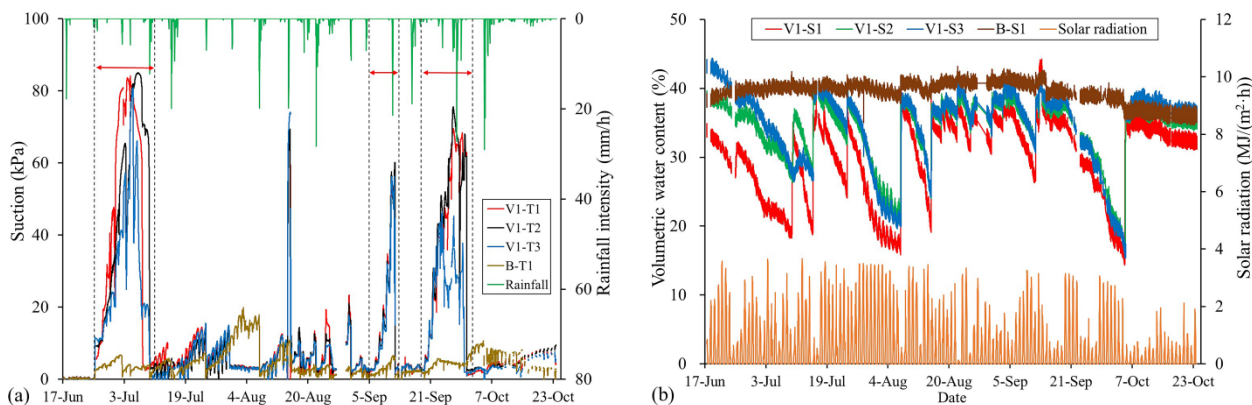 100
80
60
40
20
0
Suction (kPa)
0
20
40
60
80
Rainfall intensity (mm/h)
V1-T1
V1-T2
V1-T3
B-T1
Rainfall
17-Jun
3-Jul
19-Jul
4-Aug
20-Aug
5-Sep
21-Sep
7-Oct
23-Oct
(a)
50
40
30
20
10
0
Volumetric water content (%)
V1-S1
V1-S2
V1-S3
B-S1
Solar radiation
12
10
8
6
4
2
0
Solar radiation (MJ/(m²·h))
17-Jun
3-Jul
19-Jul
4-Aug
20-Aug
5-Sep
21-Sep
7-Oct
23-Oct
Date
(b)